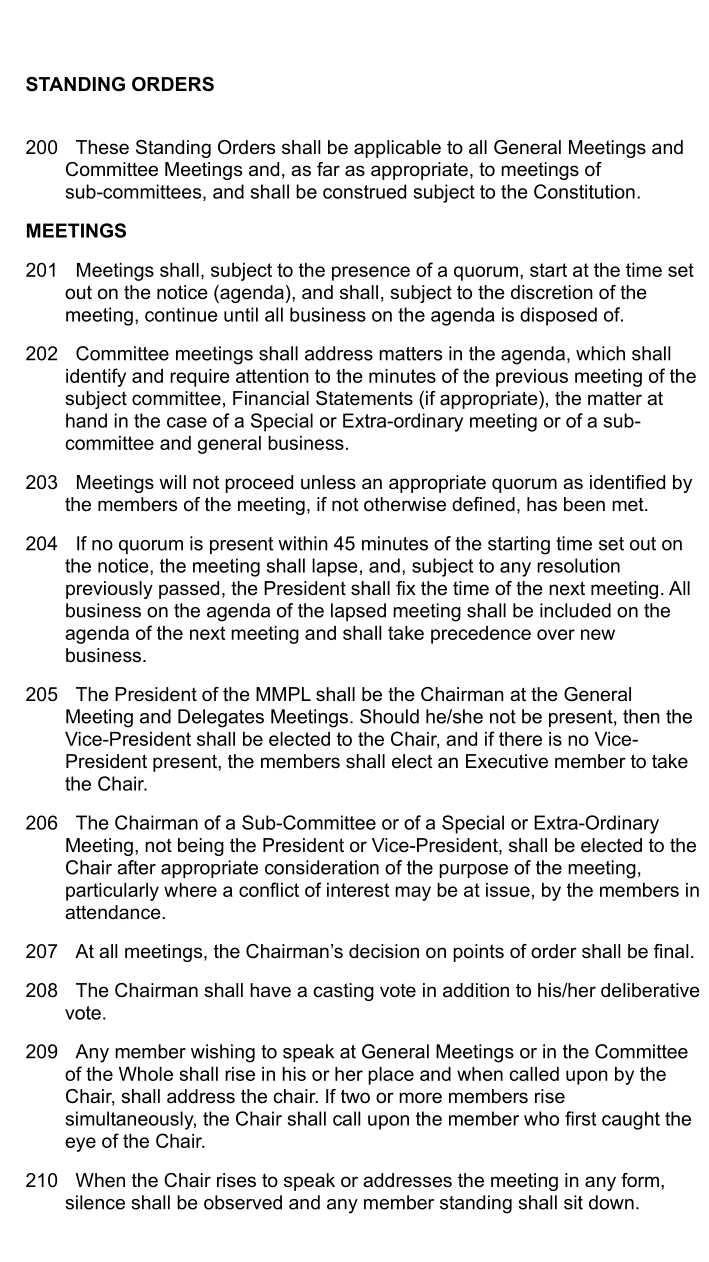 STANDING ORDERS
200 These Standing Orders shall be applicable to all General Meetings and
Committee Meetings and, as far as appropriate, to meetings of
sub-committees, and shall be construed subject to the Constitution.
MEETINGS
201 Meetings shall, subject to the presence of a quorum, start at the time set
out on the notice (agenda), and shall, subject to the discretion of the
meeting, continue until all business on the agenda is disposed of.
202 Committee meetings shall address matters in the agenda, which shall
identify and require attention to the minutes of the previous meeting of the
subject committee, Financial Statements (if appropriate), the matter at
hand in the case of a Special or Extra-ordinary meeting or of a sub-
committee and general business.
203 Meetings will not proceed unless an appropriate quorum as identified by
the members of the meeting, if not otherwise defined, has been met.
204 If no quorum is present within 45 minutes of the starting time set out on
the notice, the meeting shall lapse, and, subject to any resolution
previously passed, the President shall fix the time of the next meeting. All
business on the agenda of the lapsed meeting shall be included on the
agenda of the next meeting and shall take precedence over new
business.
205 The President of the MMPL shall be the Chairman at the General
Meeting and Delegates Meetings. Should he/she not be present, then the
Vice-President shall be elected to the Chair, and if there is no Vice-
President present, the members shall elect an Executive member to take
the Chair.
206 The Chairman of a Sub-Committee or of a Special or Extra-Ordinary
Meeting, not being the President or Vice-President, shall be elected to the
Chair after appropriate consideration of the purpose of the meeting,
particularly where a conflict of interest may be at issue, by the members in
attendance.
207 At all meetings, the Chairman’s decision on points of order shall be final.
208 The Chairman shall have a casting vote in addition to his/her deliberative
vote.
209 Any member wishing to speak at General Meetings or in the Committee
of the Whole shall rise in his or her place and when called upon by the
Chair, shall address the chair. If two or more members rise
simultaneously, the Chair shall call upon the member who first caught the
eye of the Chair.
210 When the Chair rises to speak or addresses the meeting in any form,
silence shall be observed and any member standing shall sit down.